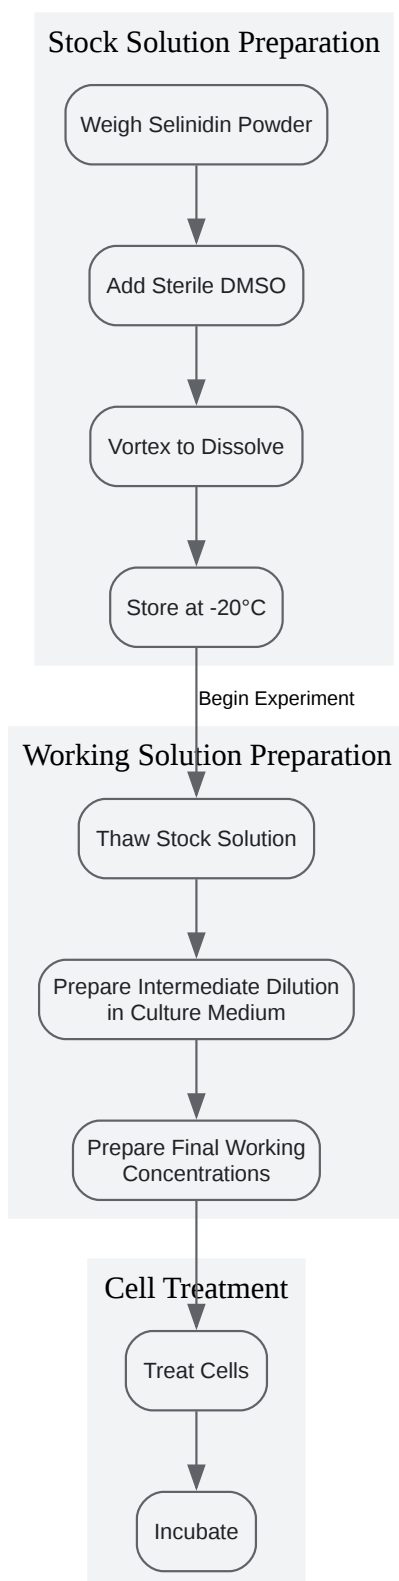 Stock Solution Preparation
Weigh Selinidin Powder
Add Sterile DMSO
Vortex to Dissolve
Store at -20°C
Begin Experiment
Working Solution Preparation
Thaw Stock Solution
Prepare Intermediate Dilution
in Culture Medium
Prepare Final Working
Concentrations
Cell Treatment
Treat Cells
Incubate